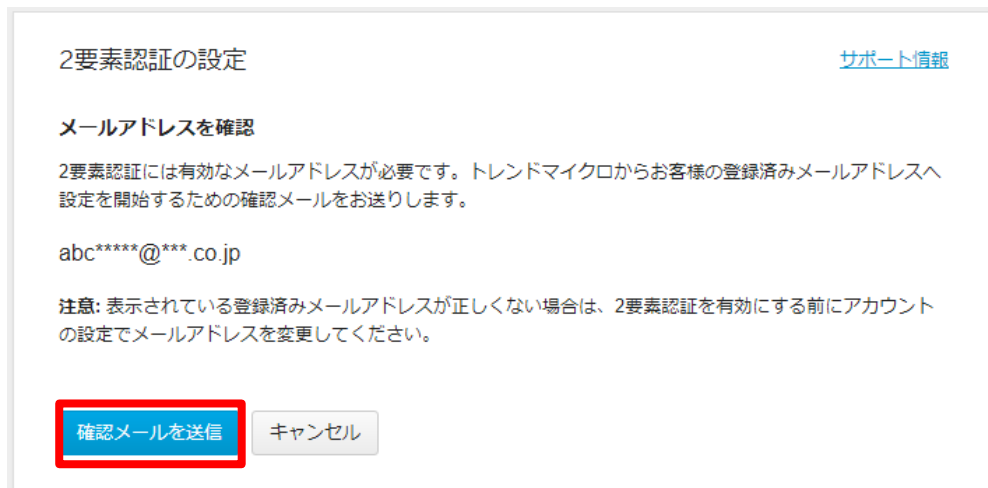 2要素認証の設定
サポート情報
メールアドレスを確認
2要素認証には有効なメールアドレスが必要です。トレンドマイクロからお客様の登録済みメールアドレスへ
設定を開始するための確認メールをお送りします。
abc*****@***.co.jp
注意: 表示されている登録済みメールアドレスが正しくない場合は、2要素認証を有効にする前にアカウント
の設定でメールアドレスを変更してください。
確認メールを送信
キャンセル